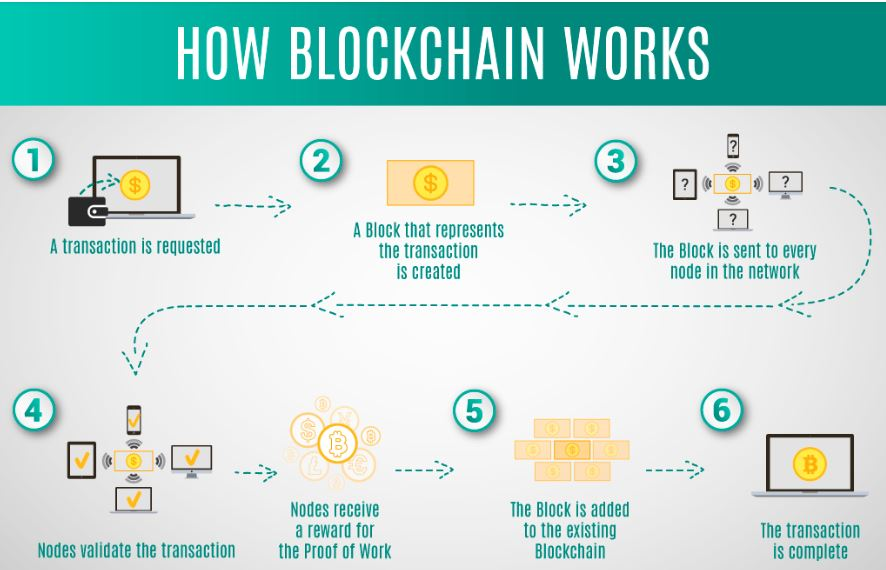 HOW BLOCKCHAIN WORKS
1
A transaction is requested
2
A Block that represents
the transaction
is created
3
The Block is sent to every
node in the network
4
Nodes validate the transaction
Nodes receive
a reward for
the Proof of Work
5
The Block is added
to the existing
Blockchain
6
The transaction
is complete